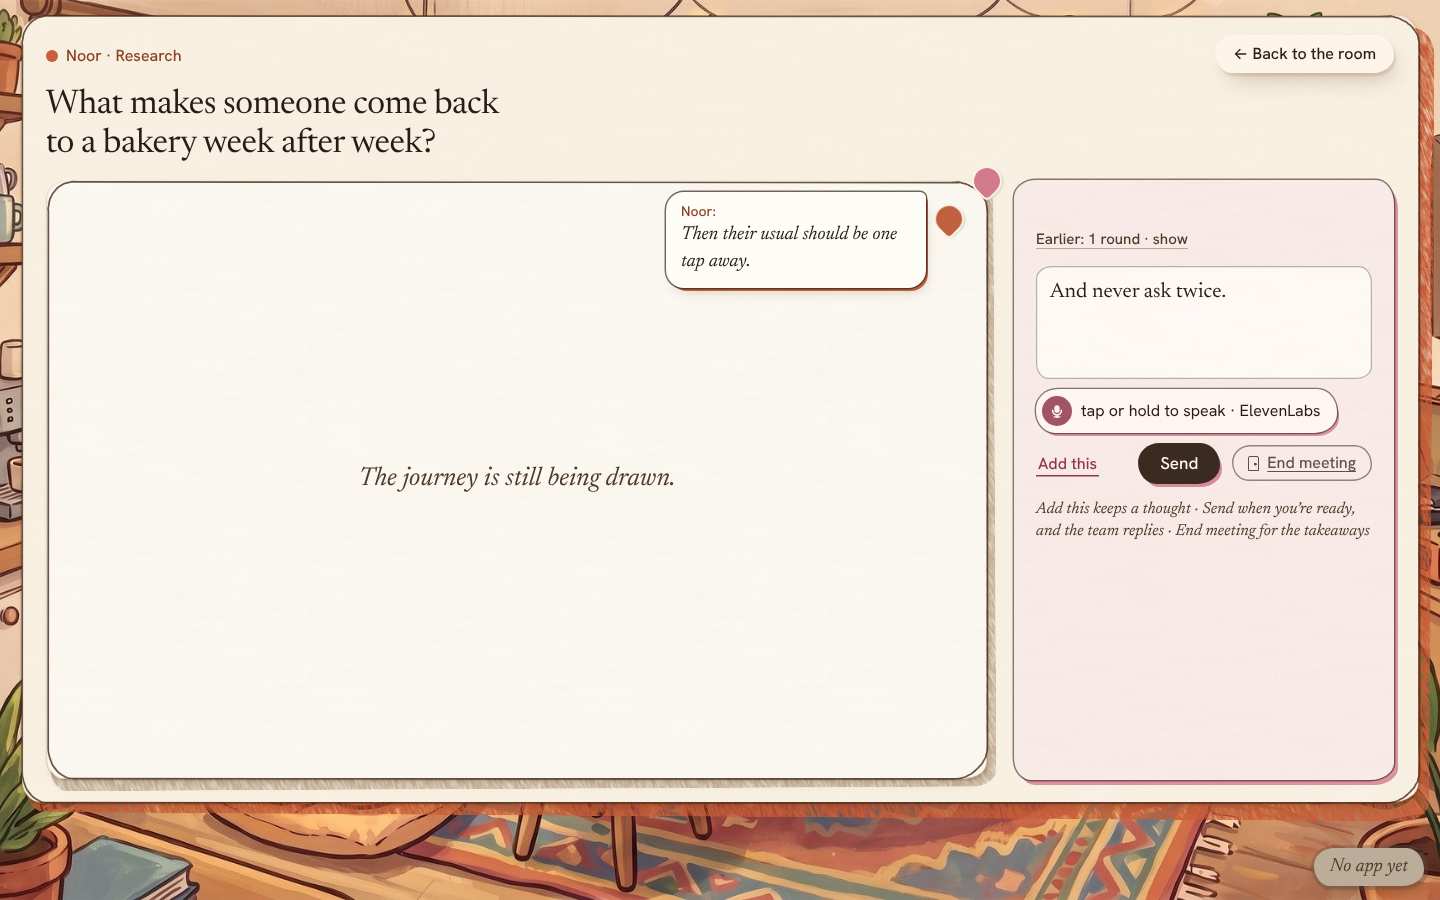 Noor · Research
← Back to the room
What makes someone come back
to a bakery week after week?
Noor:
Then their usual should be one
tap away.
The journey is still being drawn.
Earlier: 1 round · show
And never ask twice.
tap or hold to speak · ElevenLabs
Add this
Send
End meeting
Add this keeps a thought · Send when you’re ready,
and the team replies · End meeting for the takeaways
No app yet